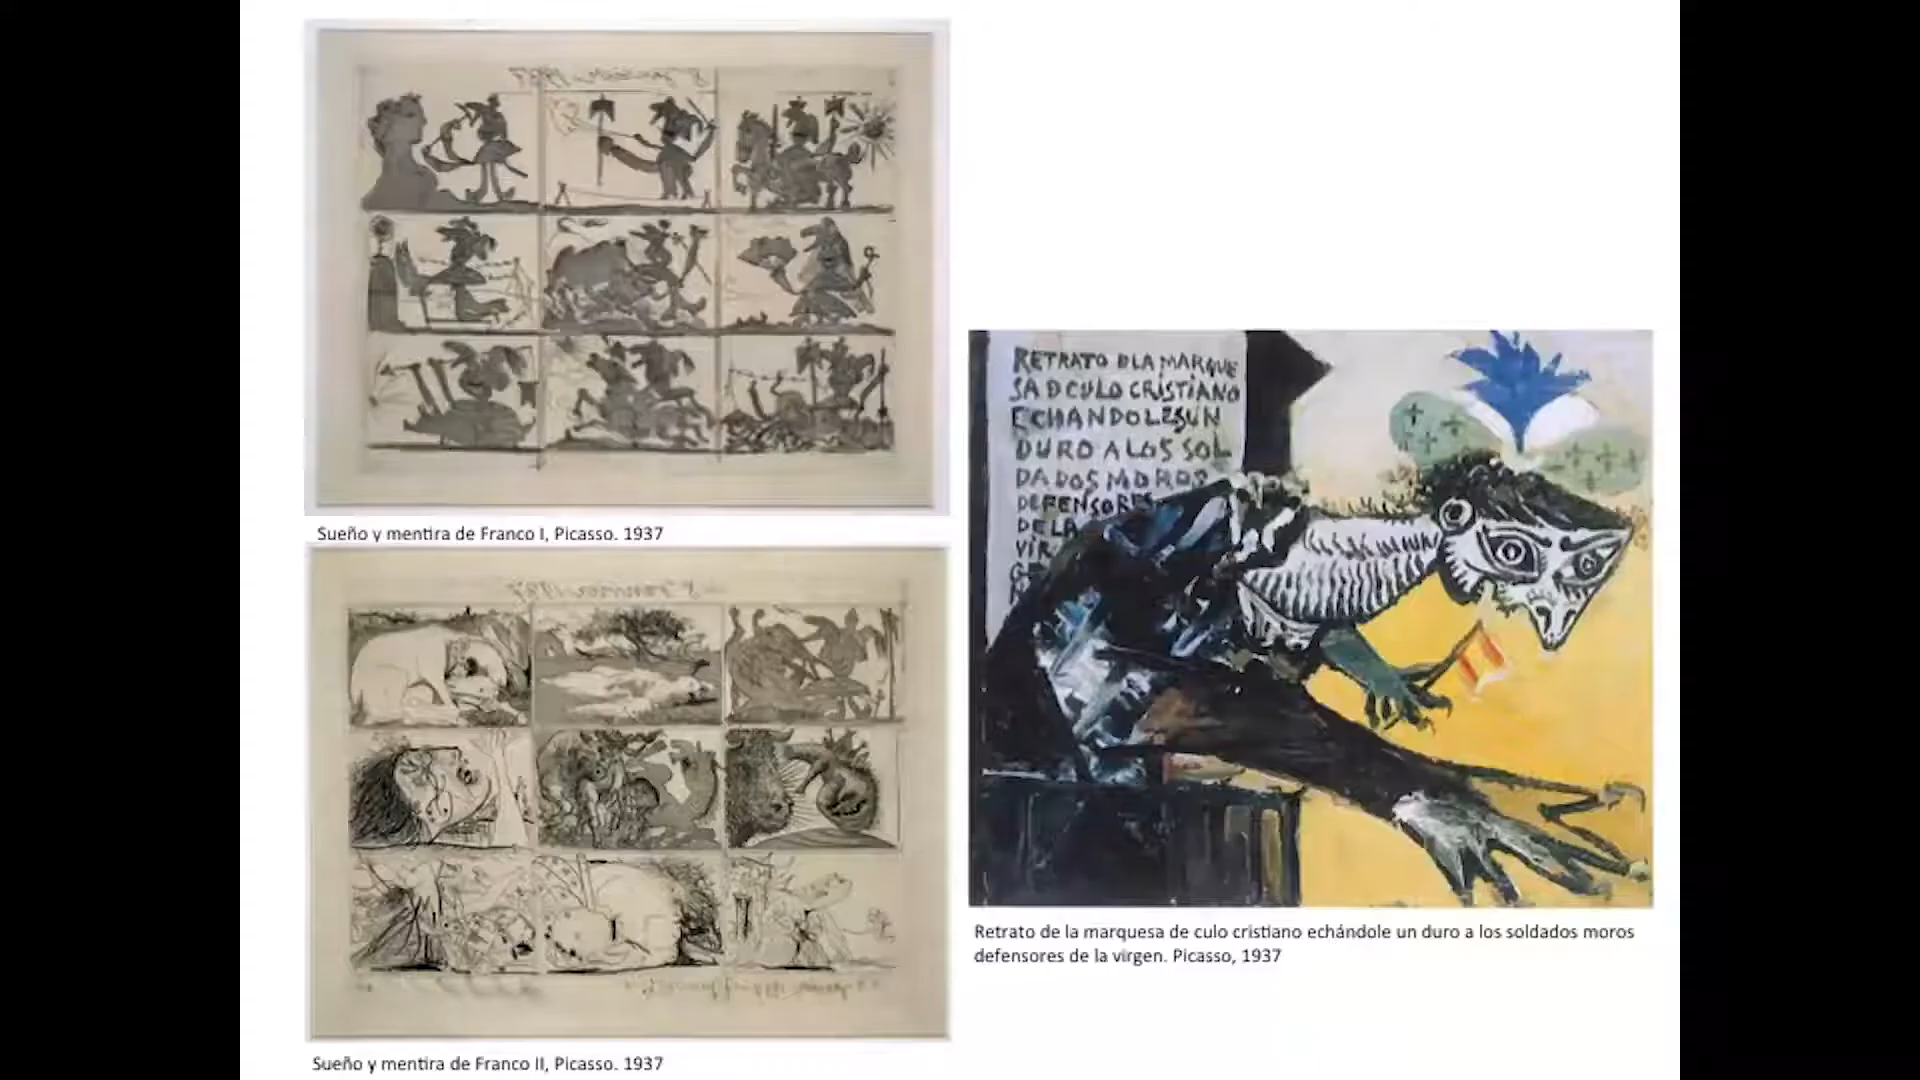 Sueño y mentira de Franco I, Picasso. 1937
Sueño y mentira de Franco II, Picasso. 1937
RETRATO DLA MARQUE
SA D CULO CRISTIANO
ECHANDOLES UN
DURO A LOS SOL
DADOS MOROS
DEFENSORES
DE LA
VIR
Retrato de la marquesa de culo cristiano echándole un duro a los soldados moros
defensores de la virgen. Picasso, 1937